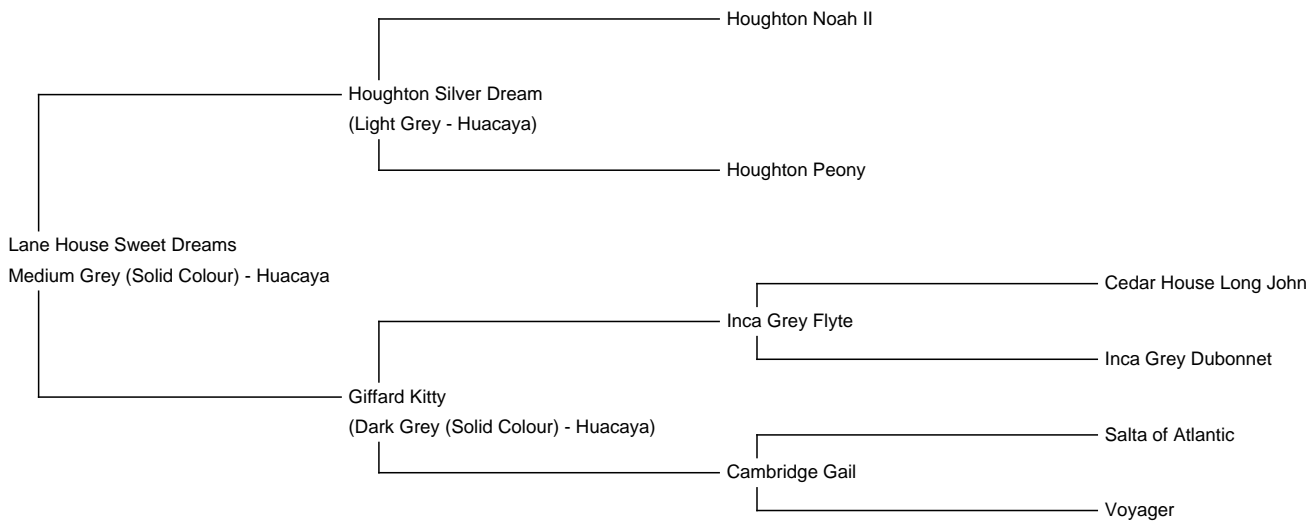 Houghton Noah II
Houghton Silver Dream
(Light Grey - Huacaya)
Houghton Peony
Lane House Sweet Dreams
Medium Grey (Solid Colour) - Huacaya
Cedar House Long John
Inca Grey Flyte
Inca Grey Dubonnet
Giffard Kitty
(Dark Grey (Solid Colour) - Huacaya)
Salta of Atlantic
Cambridge Gail
Voyager